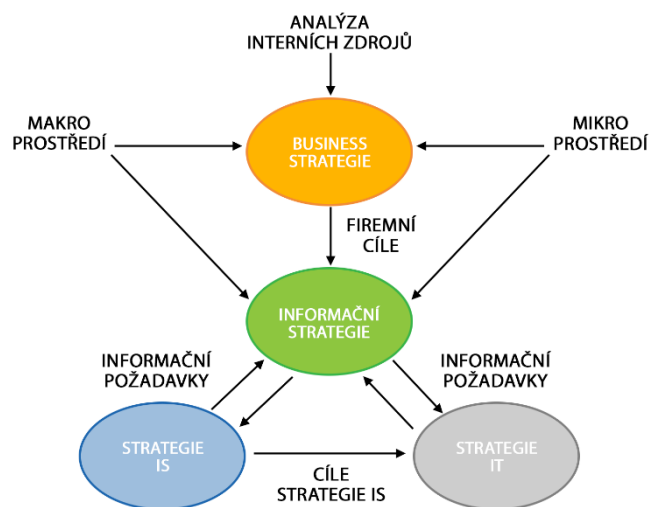 ANALÝZA
INTERNÍCH ZDROJŮ
MAKRO
PROSTŘEDÍ
BUSINESS
STRATEGIE
MIKRO
PROSTŘEDÍ
FIREMNÍ
CÍLE
INFORMAČNÍ
STRATEGIE
INFORMAČNÍ
POŽADAVKY
INFORMAČNÍ
POŽADAVKY
STRATEGIE
IS
CÍLE
STRATEGIE IS
STRATEGIE
IT